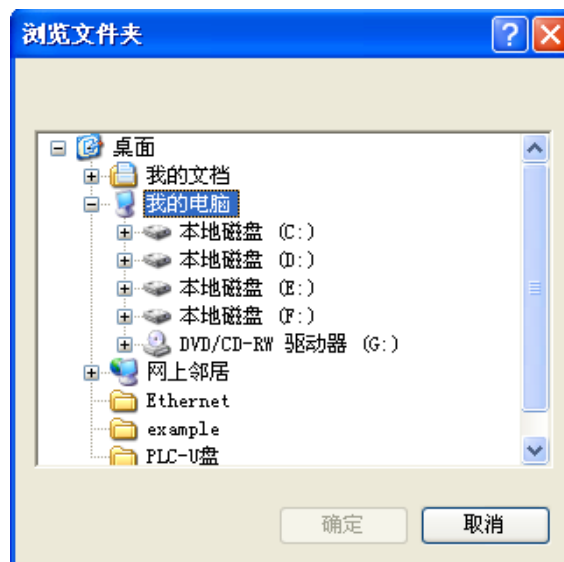 浏览文件夹
桌面
我的文档
我的电脑
本地磁盘 (C:)
本地磁盘 (D:)
本地磁盘 (E:)
本地磁盘 (F:)
DVD/CD-RW 驱动器 (G:)
网上邻居
Ethernet
example
PLC-U盘
确定
取消